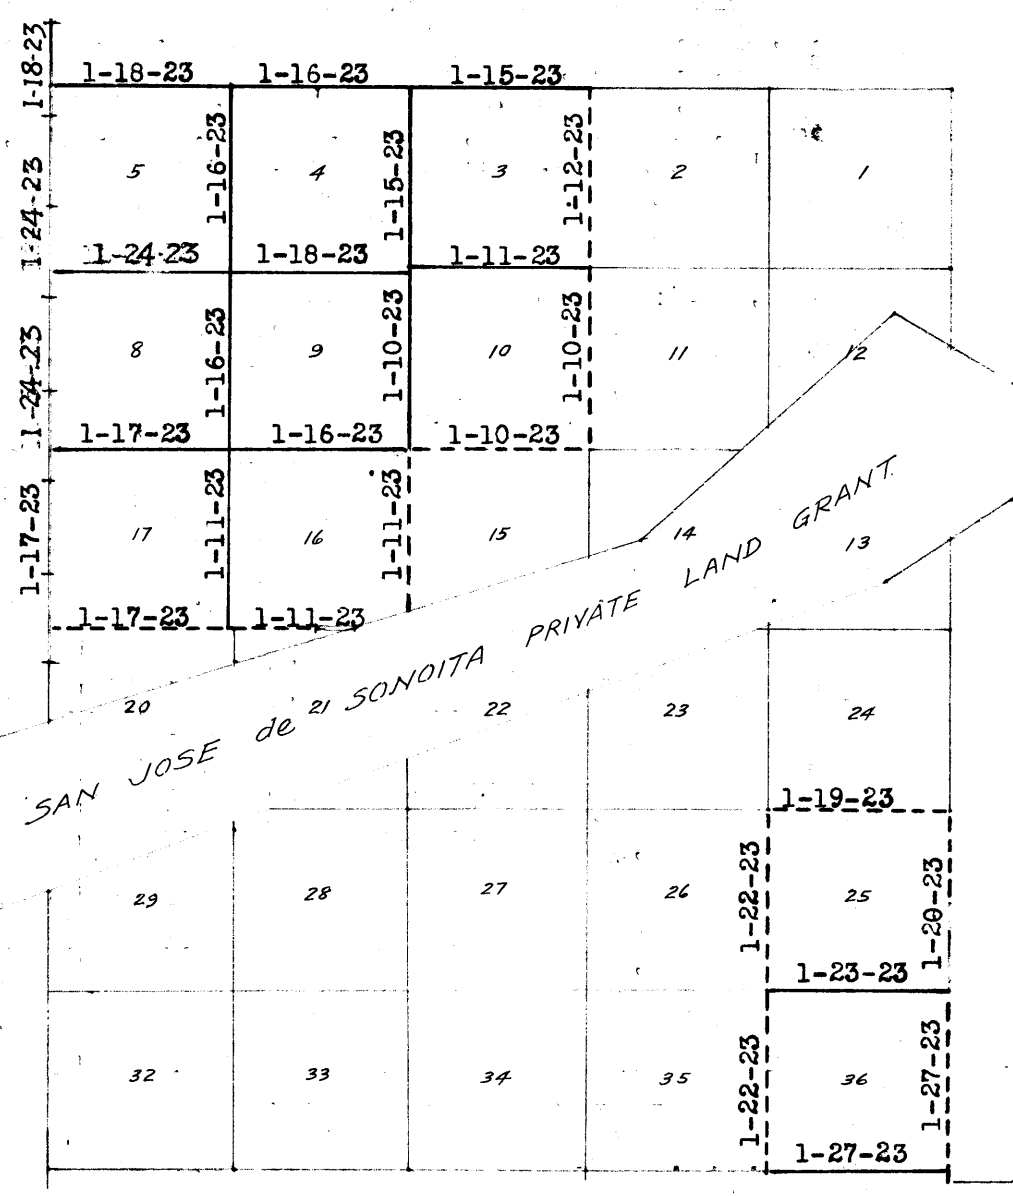 1-18-23
1-18-23 1-16-23 1-15-23
1-24-23
5 1-16-23 4 1-15-23 3 1-12-23 2 1
1-24-23 1-18-23 1-11-23
1-24-23
8 1-16-23 9 1-10-23 10 1-10-23 11 12
1-17-23 1-16-23 1-10-23
1-17-23
17 1-11-23 16 1-11-23 15 14 13
1-17-23 1-11-23
SAN JOSE de SONOITA PRIVATE LAND GRANT
20 21 22 23 24
1-19-23
29 28 27 26 1-22-23 25 1-20-23
1-23-23
32 33 34 35 1-22-23 36 1-27-23
1-27-23